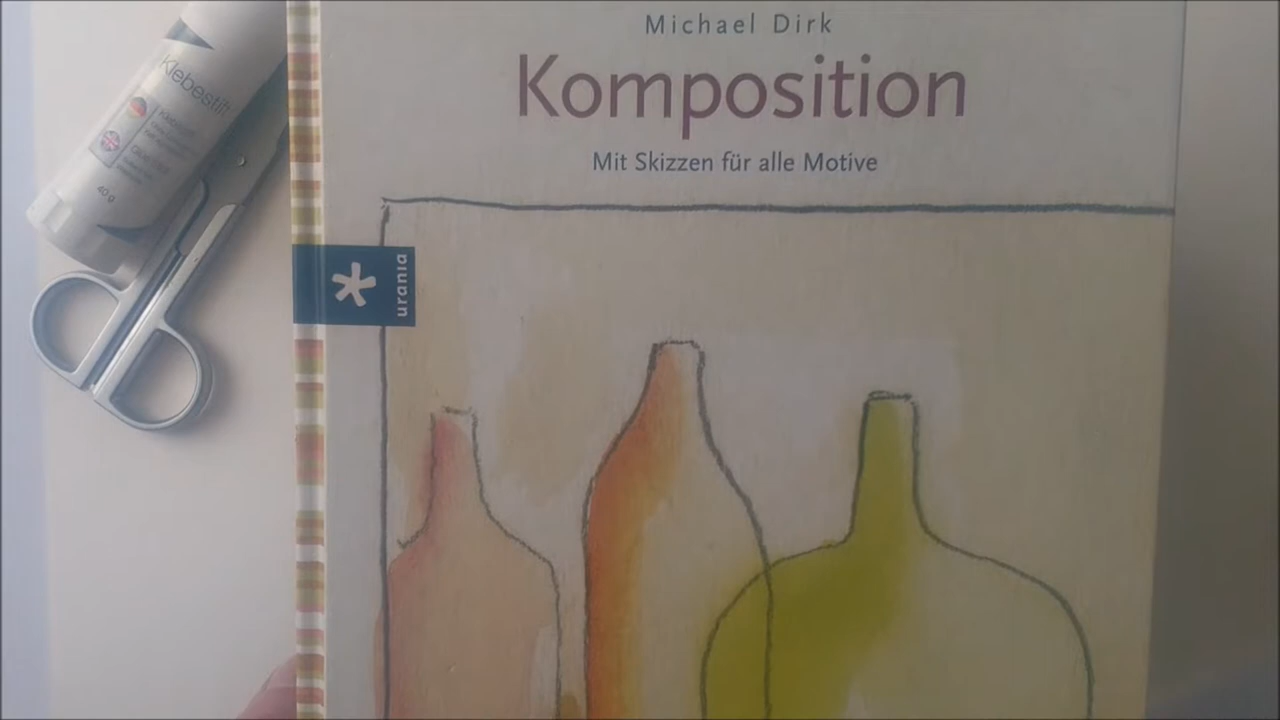 Michael Dirk
Komposition
Mit Skizzen für alle Motive
urania
Klebestift
40 g